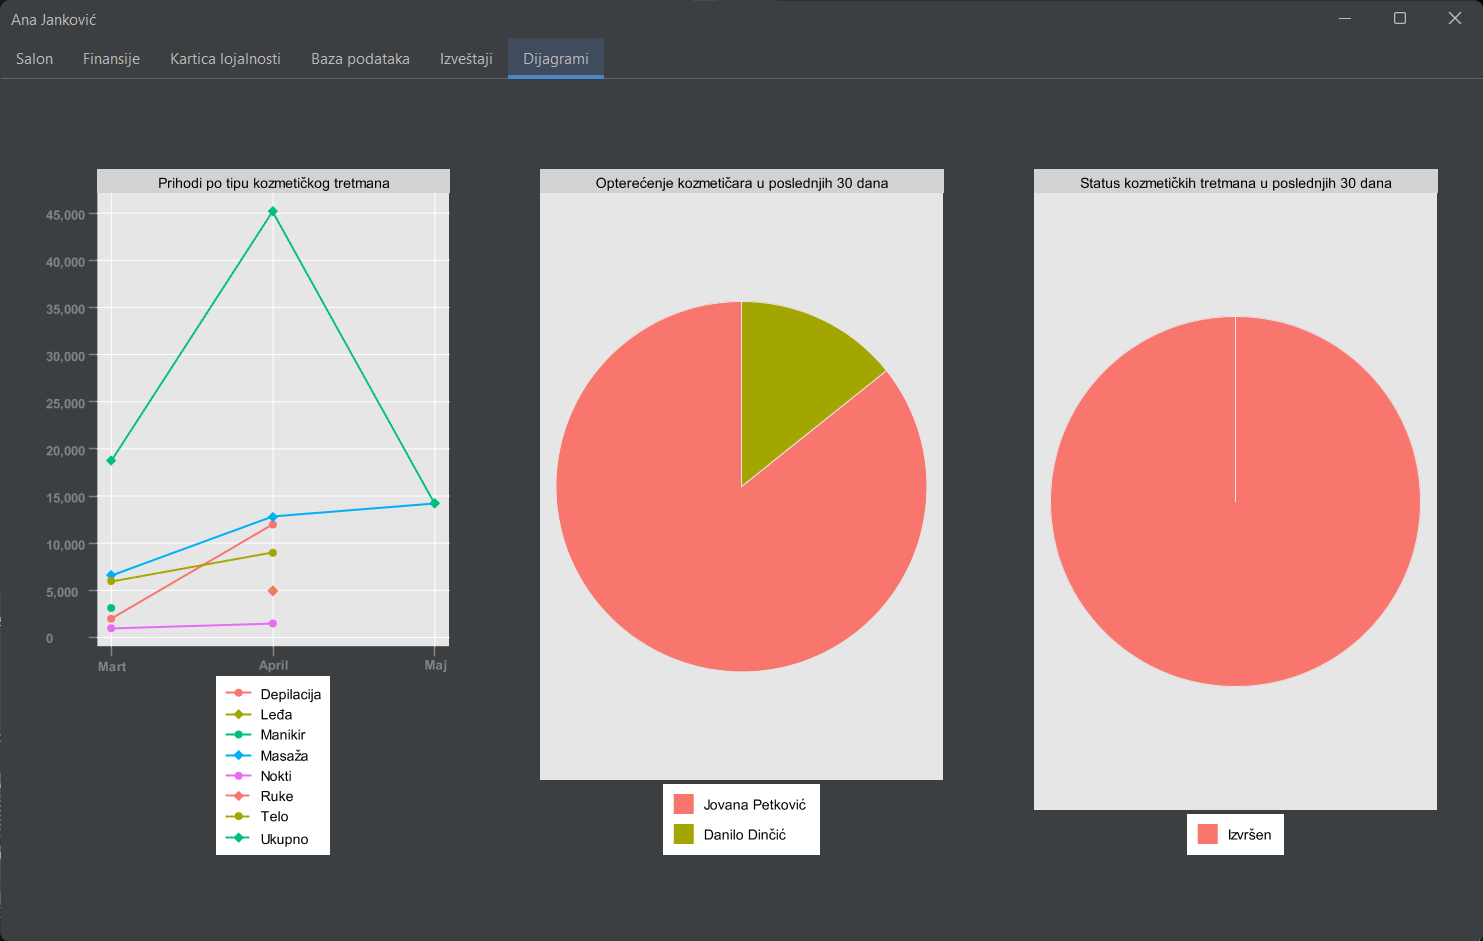 Ana Janković
Salon Finansije Kartica lojalnosti Baza podataka Izveštaji Dijagrami
Prihodi po tipu kozmetičkog tretmana
45,000
40,000
35,000
30,000
25,000
20,000
15,000
10,000
5,000
0
Mart April Maj
Depilacija
Leđa
Manikir
Masaža
Nokti
Ruke
Telo
Ukupno
Opterećenje kozmetičara u poslednjih 30 dana
Jovana Petković
Danilo Dinčić
Status kozmetičkih tretmana u poslednjih 30 dana
Izvršen